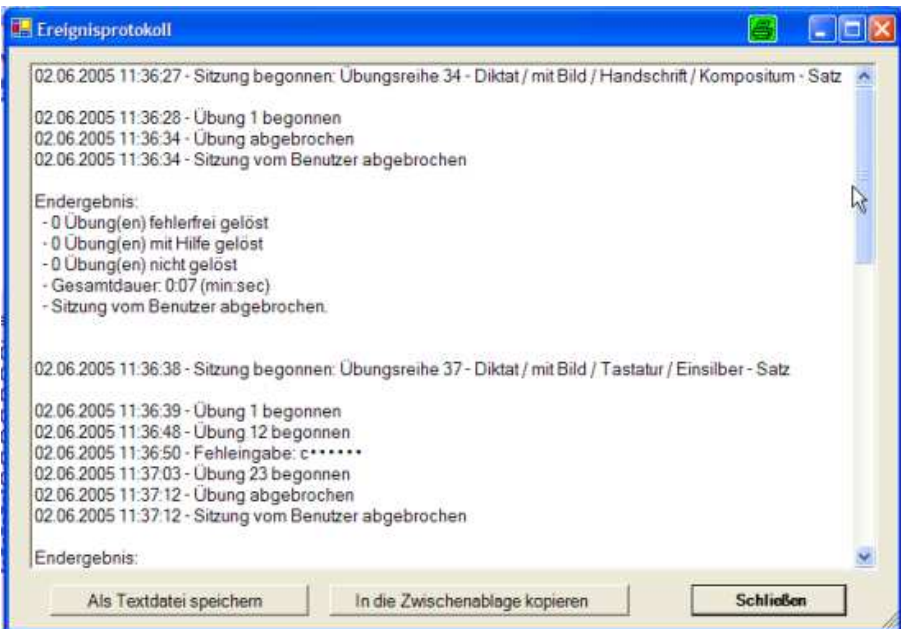 Ereignisprotokoll
02.06.2005 11:36:27 - Sitzung begonnen: Übungsreihe 34 - Diktat / mit Bild / Handschrift / Kompositum - Satz
02.06.2005 11:36:28 - Übung 1 begonnen
02.06.2005 11:36:34 - Übung abgebrochen
02.06.2005 11:36:34 - Sitzung vom Benutzer abgebrochen
Endergebnis:
- 0 Übung(en) fehlerfrei gelöst
- 0 Übung(en) mit Hilfe gelöst
- 0 Übung(en) nicht gelöst
- Gesamtdauer: 0:07 (min:sec)
- Sitzung vom Benutzer abgebrochen.
02.06.2005 11:36:38 - Sitzung begonnen: Übungsreihe 37 - Diktat / mit Bild / Tastatur / Einsilber - Satz
02.06.2005 11:36:39 - Übung 1 begonnen
02.06.2005 11:36:48 - Übung 12 begonnen
02.06.2005 11:36:50 - Fehleingabe: c••••••
02.06.2005 11:37:03 - Übung 23 begonnen
02.06.2005 11:37:12 - Übung abgebrochen
02.06.2005 11:37:12 - Sitzung vom Benutzer abgebrochen
Endergebnis:
Als Textdatei speichern In die Zwischenablage kopieren Schließen